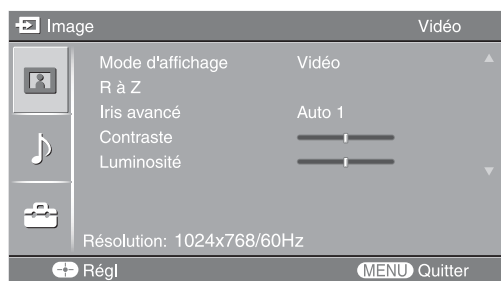 Image Vidéo
Mode d'affichage Vidéo
R à Z
Iris avancé Auto 1
Contraste
Luminosité
Résolution: 1024x768/60Hz
Régl MENU Quitter